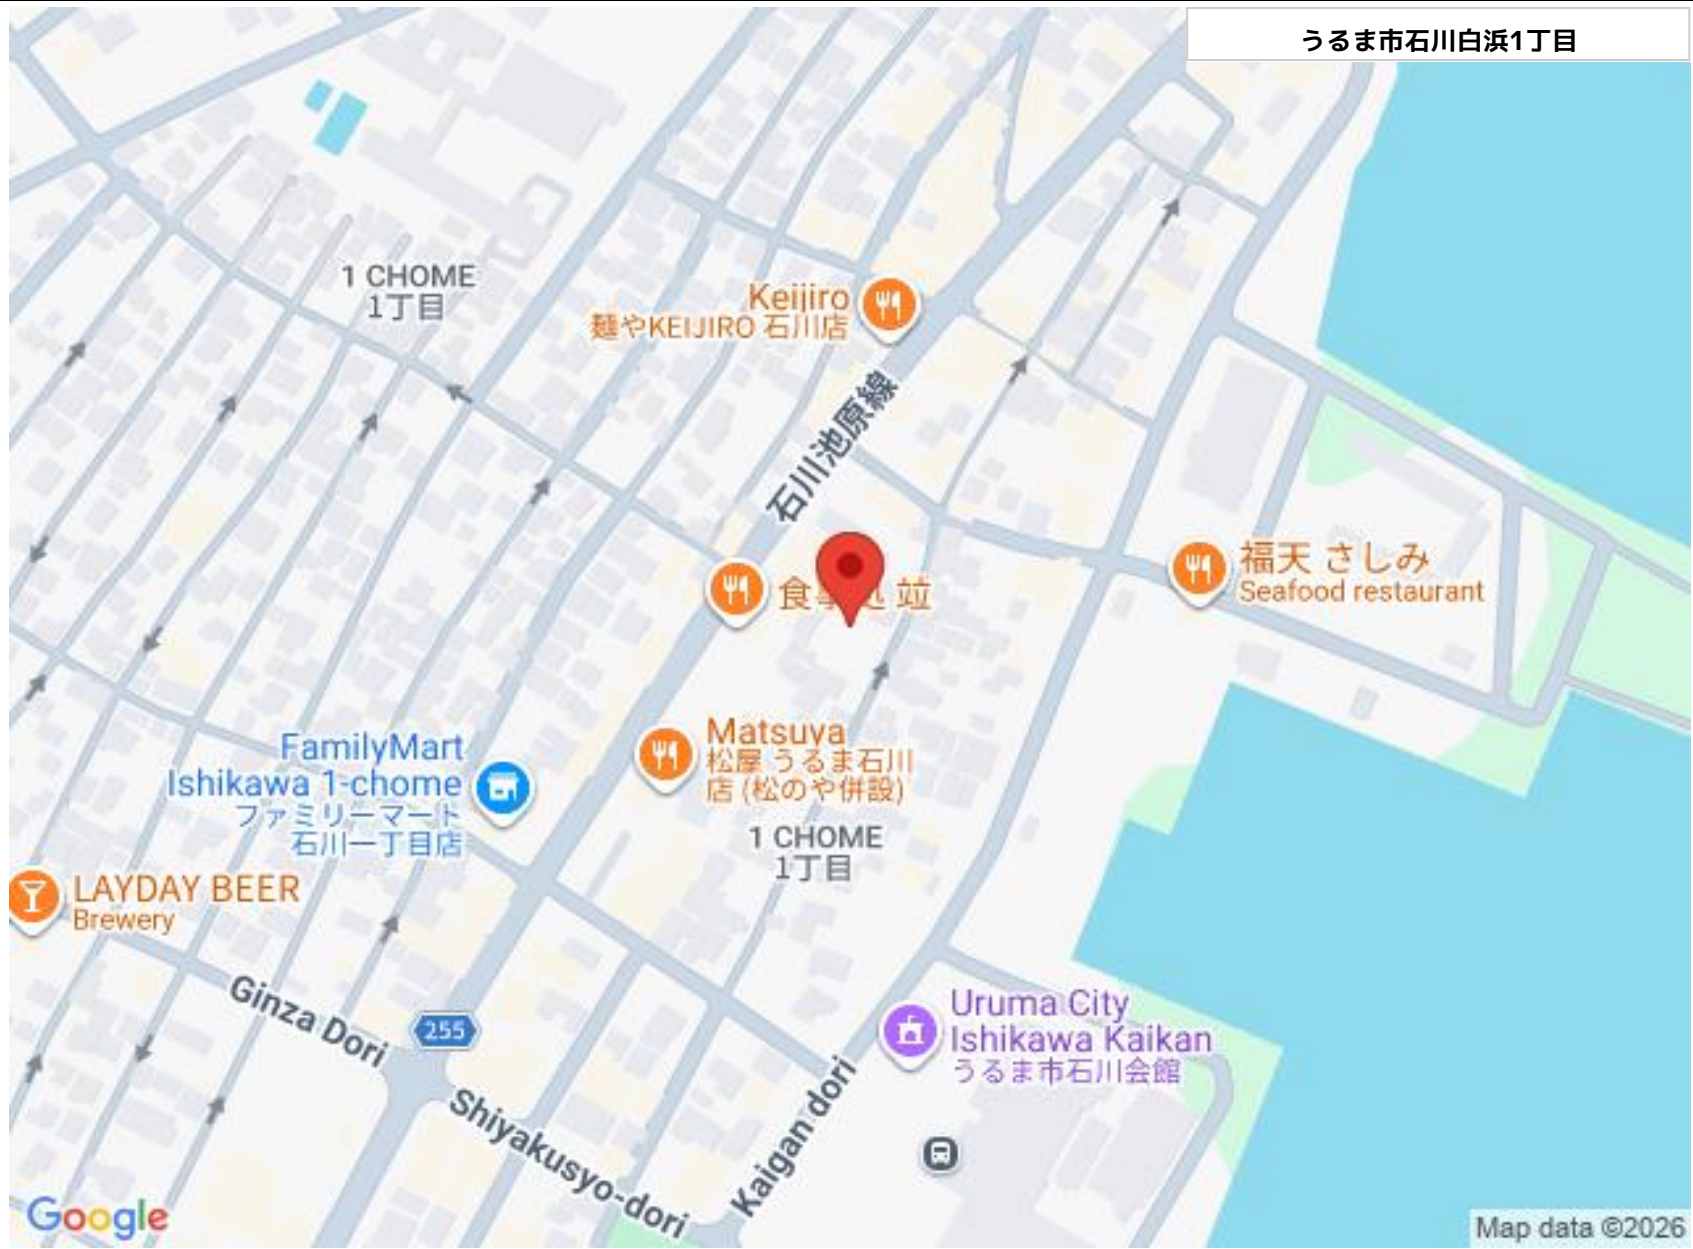 うるま市石川白浜1丁目
1 CHOME
1丁目
Keijiro
麺やKEIJIRO 石川店
石川池原線
食 処 竝
福天 さしみ
Seafood restaurant
Matsuya
松屋 うるま石川
店 (松のや併設)
FamilyMart
Ishikawa 1-chome
ファミリーマート
石川一丁目店
1 CHOME
1丁目
LAYDAY BEER
Brewery
Ginza Dori
255
Uruma City
Ishikawa Kaikan
うるま市石川会館
Shiyakusyo-dori
Kaigan dori
Google
Map data ©2026